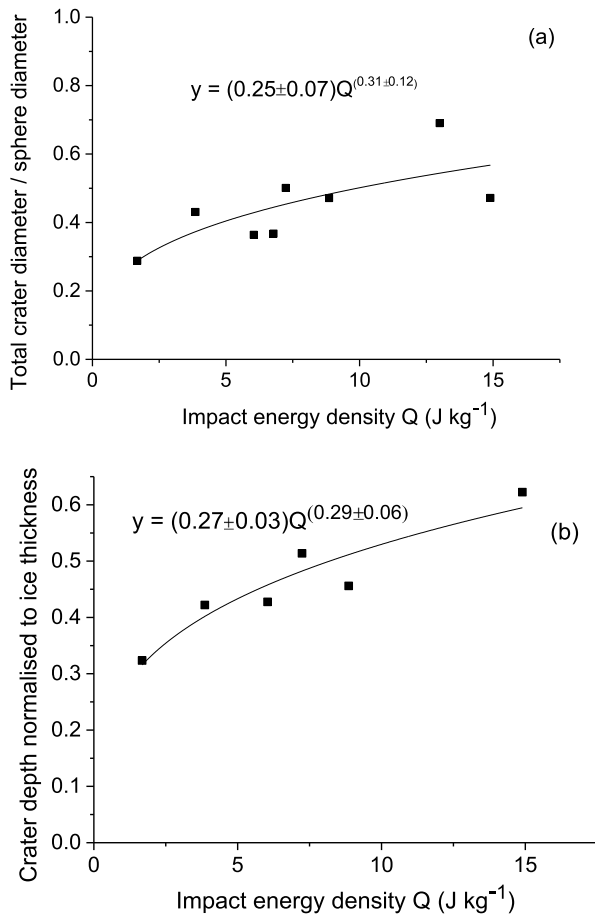 (a)
y = (0.25±0.07)Q^(0.31±0.12)
Total crater diameter / sphere diameter
1.0
0.8
0.6
0.4
0.2
0.0
0 5 10 15
Impact energy density Q (J kg⁻¹)
y = (0.27±0.03)Q^(0.29±0.06)
(b)
Crater depth normalised to ice thickness
0.6
0.5
0.4
0.3
0.2
0.1
0.0
0 5 10 15
Impact energy density Q (J kg⁻¹)